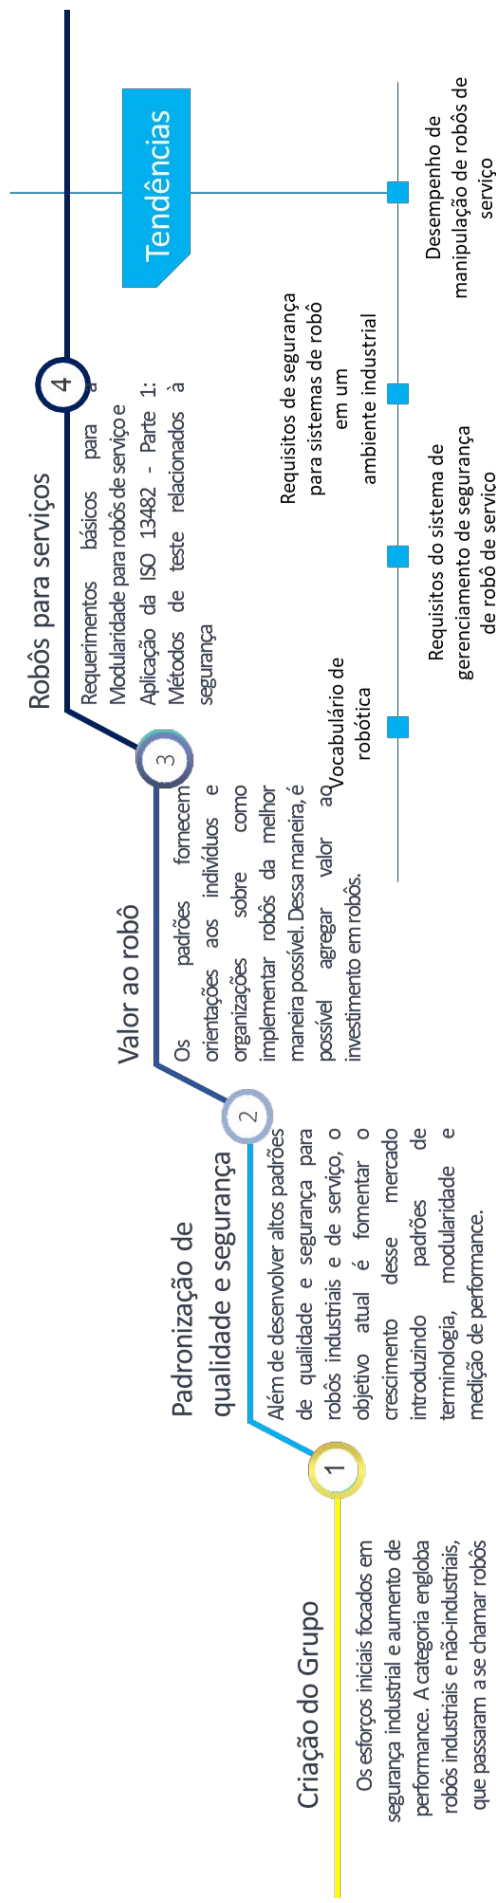 Criação do Grupo
Os esforços iniciais focados em
segurança industrial e aumento de
performance. A categoria engloba
robôs industriais e não-industriais,
que passaram a se chamar robôs
1
Padronização de
qualidade e segurança
Além de desenvolver altos padrões
de qualidade e segurança para
robôs industriais e de serviço, o
objetivo atual é fomentar o
crescimento desse mercado
introduzindo padrões de
terminologia, modularidade e
medição de performance.
2
Valor ao robô
Os padrões fornecem
orientações aos indivíduos e
organizações sobre como
implementar robôs da melhor
maneira possível. Dessa maneira, é
possível agregar valor ao
investimento em robôs.
3
Robôs para serviços
Requerimentos básicos para a
Modularidade para robôs de serviço e
Aplicação da ISO 13482 - Parte 1:
Métodos de teste relacionados à
segurança
4
Tendências
Vocabulário de
robótica
Requisitos do sistema de
gerenciamento de segurança
de robô de servico
Requisitos de segurança
para sistemas de robô
em um
ambiente industrial
Desempenho de
manipulação de robôs de
serviço